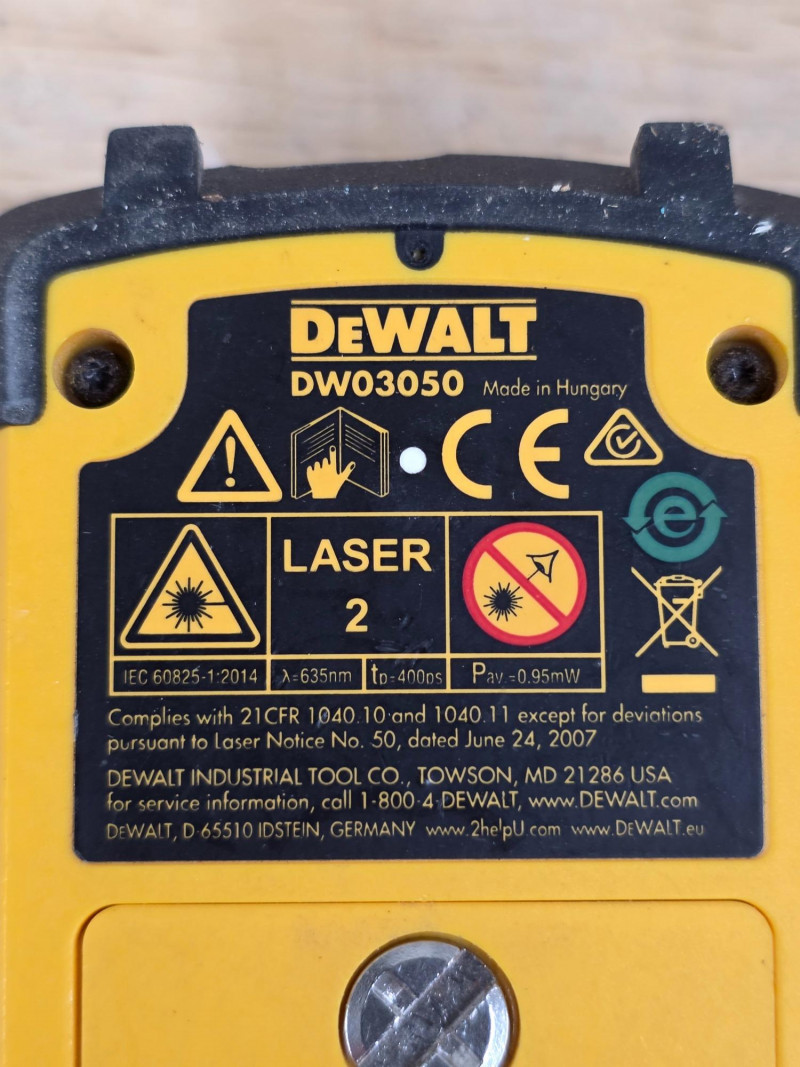 DEWALT
DW03050 Made in Hungary
CE
e
LASER
2
IEC 60825-1:2014 λ=635nm tp=400ps Pav.=0.95mW
Complies with 21CFR 1040.10 and 1040.11 except for deviations
pursuant to Laser Notice No. 50, dated June 24, 2007
DEWALT INDUSTRIAL TOOL CO., TOWSON, MD 21286 USA
for service information, call 1-800-4-DEWALT, www.DEWALT.com
DEWALT, D-65510 IDSTEIN, GERMANY www.2helpU.com www.DEWALT.eu